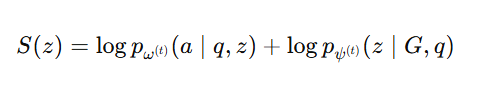 S(z) = log p_{ω^{(t)}}(a | q, z) + log p_{ψ^{(t)}}(z | G, q)